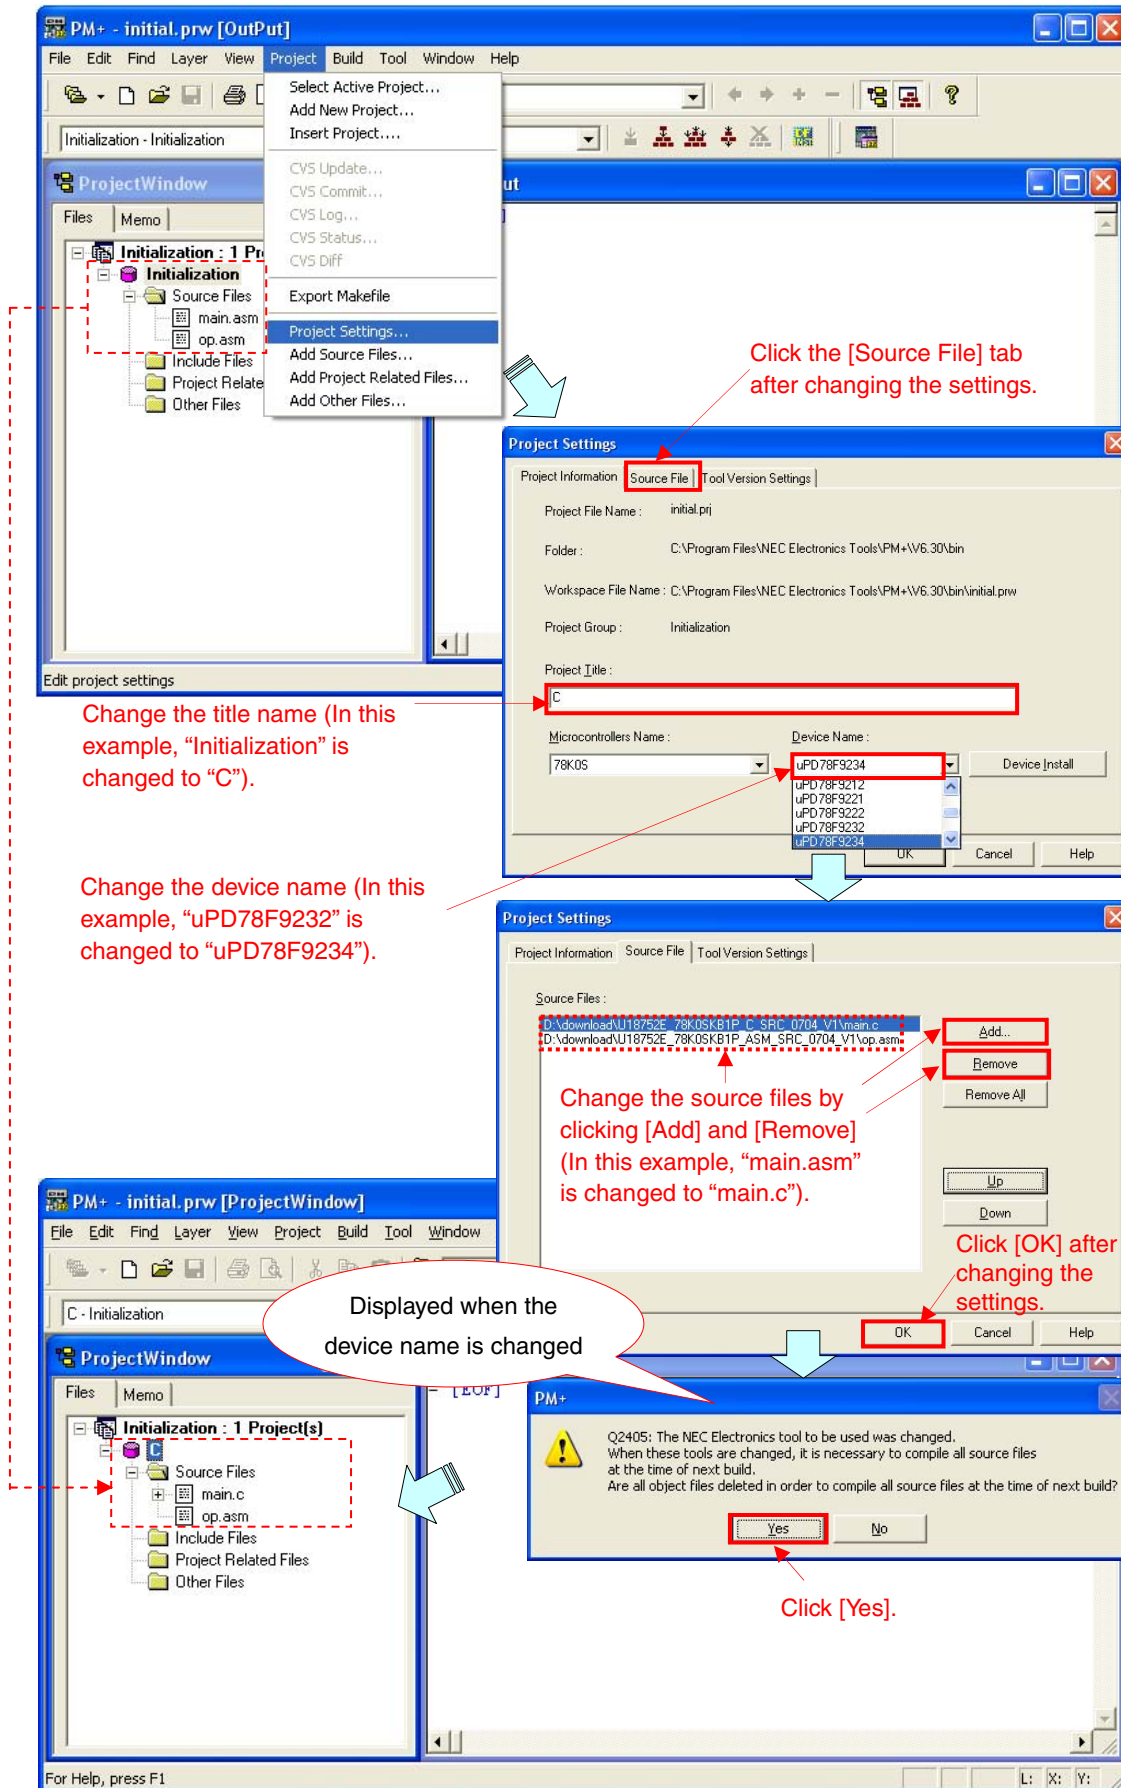 PM+ - initial.prw [OutPut]
File Edit Find Layer View Project Build Tool Window Help
Select Active Project...
Add New Project...
Insert Project....
CVS Update...
CVS Commit...
CVS Log...
CVS Status...
CVS Diff
Export Makefile
Project Settings...
Add Source Files...
Add Project Related Files...
Add Other Files...
Initialization - Initialization
ProjectWindow
ut
Files Memo
Initialization : 1 Pr
Initialization
Source Files
main.asm
op.asm
Include Files
Project Relate
Other Files
]
Click the [Source File] tab
after changing the settings.
Project Settings
Project Information Source File Tool Version Settings
Project File Name : initial.prj
Folder : C:\Program Files\NEC Electronics Tools\PM+\V6.30\bin
Workspace File Name : C:\Program Files\NEC Electronics Tools\PM+\V6.30\bin\initial.prw
Project Group : Initialization
Project Title :
C
Microcontrollers Name : Device Name :
78K0S uPD78F9234 Device Install
uPD78F9212
uPD78F9221
uPD78F9222
uPD78F9232
uPD78F9234
OK Cancel Help
Edit project settings
Change the title name (In this
example, “Initialization” is
changed to “C”).
Change the device name (In this
example, “uPD78F9232” is
changed to “uPD78F9234”).
Project Settings
Project Information Source File Tool Version Settings
Source Files :
D:\download\U18752E_78K0SKB1P_C_SRC_0704_V1\main.c
D:\download\U18752E_78K0SKB1P_ASM_SRC_0704_V1\op.asm
Add...
Remove
Remove All
Up
Down
Change the source files by
clicking [Add] and [Remove]
(In this example, “main.asm”
is changed to “main.c”).
Click [OK] after
changing the
settings.
OK Cancel Help
PM+ - initial.prw [ProjectWindow]
File Edit Find Layer View Project Build Tool Window
C - Initialization
Displayed when the
device name is changed
ProjectWindow
Files Memo
Initialization : 1 Project(s)
C
Source Files
main.c
op.asm
Include Files
Project Related Files
Other Files
[EOF]
PM+
Q2405: The NEC Electronics tool to be used was changed.
When these tools are changed, it is necessary to compile all source files
at the time of next build.
Are all object files deleted in order to compile all source files at the time of next build?
Yes No
Click [Yes].
For Help, press F1
L: X: Y: